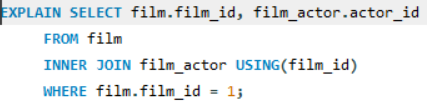 EXPLAIN SELECT film.film_id, film_actor.actor_id
FROM film
INNER JOIN film_actor USING(film_id)
WHERE film.film_id = 1;